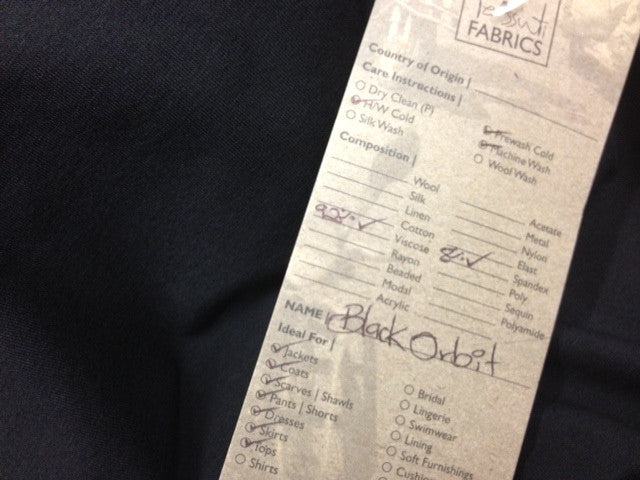 Tessuti
FABRICS
Country of Origin |
Care Instructions |
Dry Clean (P)
H/W Cold
Silk Wash
Prewash Cold
Machine Wash
Wool Wash
Composition |
Wool
Silk
Linen
92% ✓ Cotton
Viscose
Rayon
Beaded
Modal
Acrylic
Acetate
Metal
Nylon
8% ✓ Elast
Spandex
Poly
Sequin
Polyamide
NAME | Black Orbit
Ideal For |
Jackets
Coats
Scarves | Shawls
Pants | Shorts
Dresses
Skirts
Tops
Shirts
Bridal
Lingerie
Swimwear
Lining
Soft Furnishings